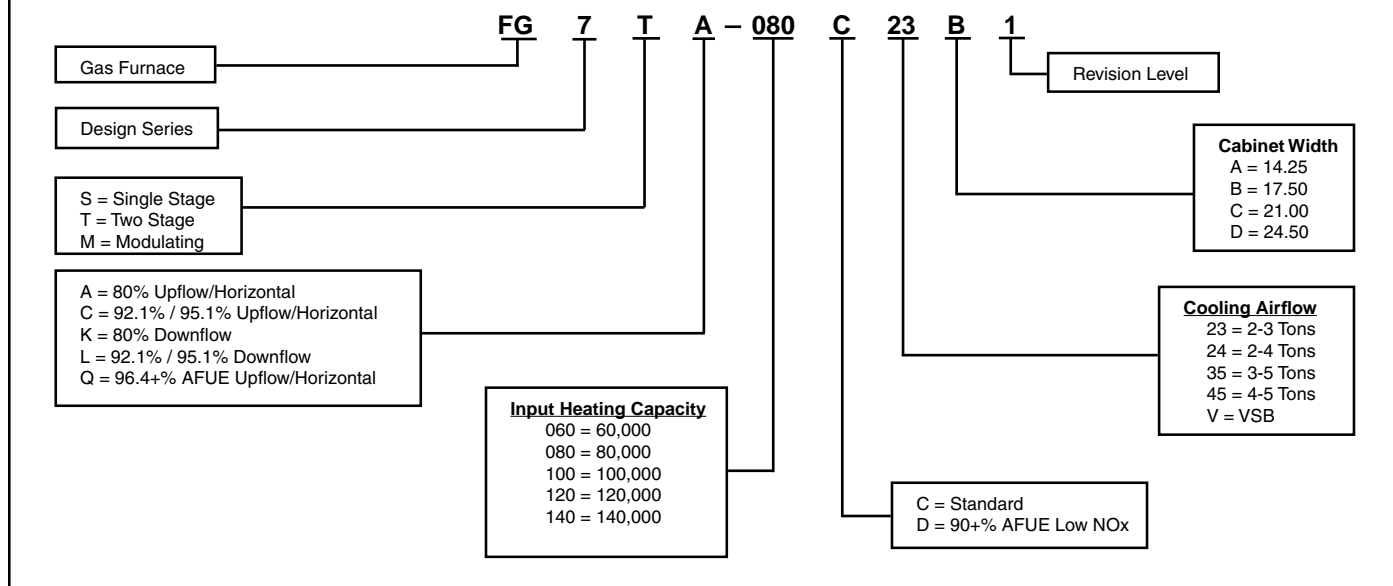 FG 7 T A – 080 C 23 B 1
Gas Furnace
Revision Level
Design Series
Cabinet Width
A = 14.25
B = 17.50
C = 21.00
D = 24.50
S = Single Stage
T = Two Stage
M = Modulating
A = 80% Upflow/Horizontal
C = 92.1% / 95.1% Upflow/Horizontal
K = 80% Downflow
L = 92.1% / 95.1% Downflow
Q = 96.4+% AFUE Upflow/Horizontal
Cooling Airflow
23 = 2-3 Tons
24 = 2-4 Tons
35 = 3-5 Tons
45 = 4-5 Tons
V = VSB
Input Heating Capacity
060 = 60,000
080 = 80,000
100 = 100,000
120 = 120,000
140 = 140,000
C = Standard
D = 90+% AFUE Low NOx